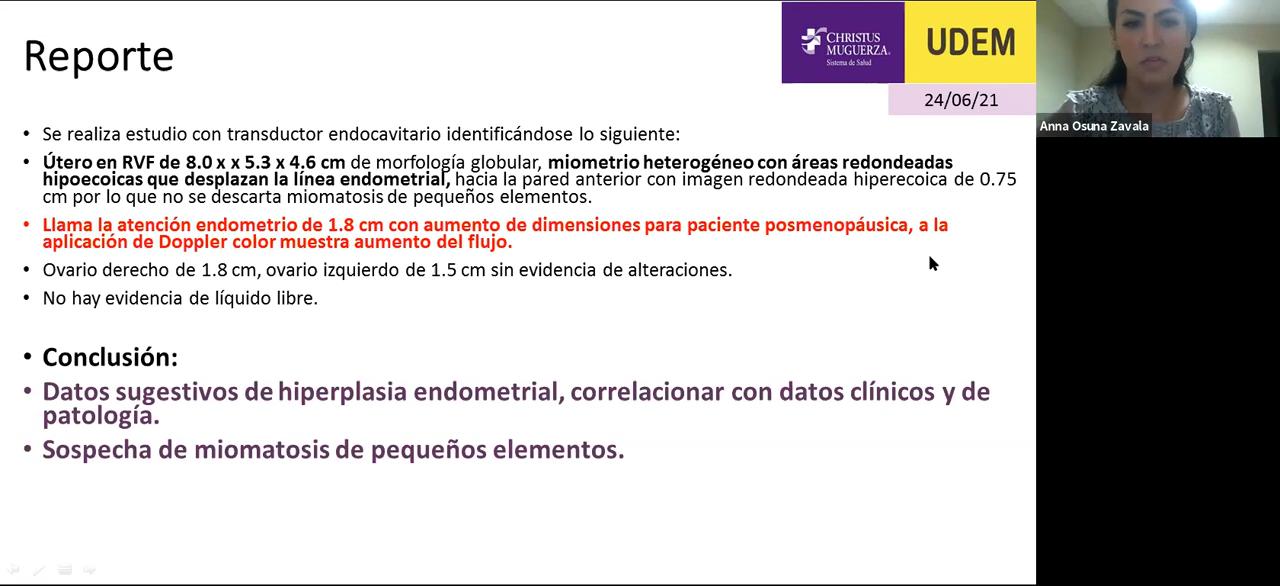 Reporte
CHRISTUS
MUGUERZA.
Sistema de Salud
UDEM
24/06/21
Anna Osuna Zavala
• Se realiza estudio con transductor endocavitario identificándose lo siguiente:
• Útero en RVF de 8.0 x x 5.3 x 4.6 cm de morfología globular, miometrio heterogéneo con áreas redondeadas
hipoecoicas que desplazan la línea endometrial, hacia la pared anterior con imagen redondeada hiperecoica de 0.75
cm por lo que no se descarta miomatosis de pequeños elementos.
• Llama la atención endometrio de 1.8 cm con aumento de dimensiones para paciente posmenopáusica, a la
aplicación de Doppler color muestra aumento del flujo.
• Ovario derecho de 1.8 cm, ovario izquierdo de 1.5 cm sin evidencia de alteraciones.
• No hay evidencia de líquido libre.
• Conclusión:
• Datos sugestivos de hiperplasia endometrial, correlacionar con datos clínicos y de
patología.
• Sospecha de miomatosis de pequeños elementos.